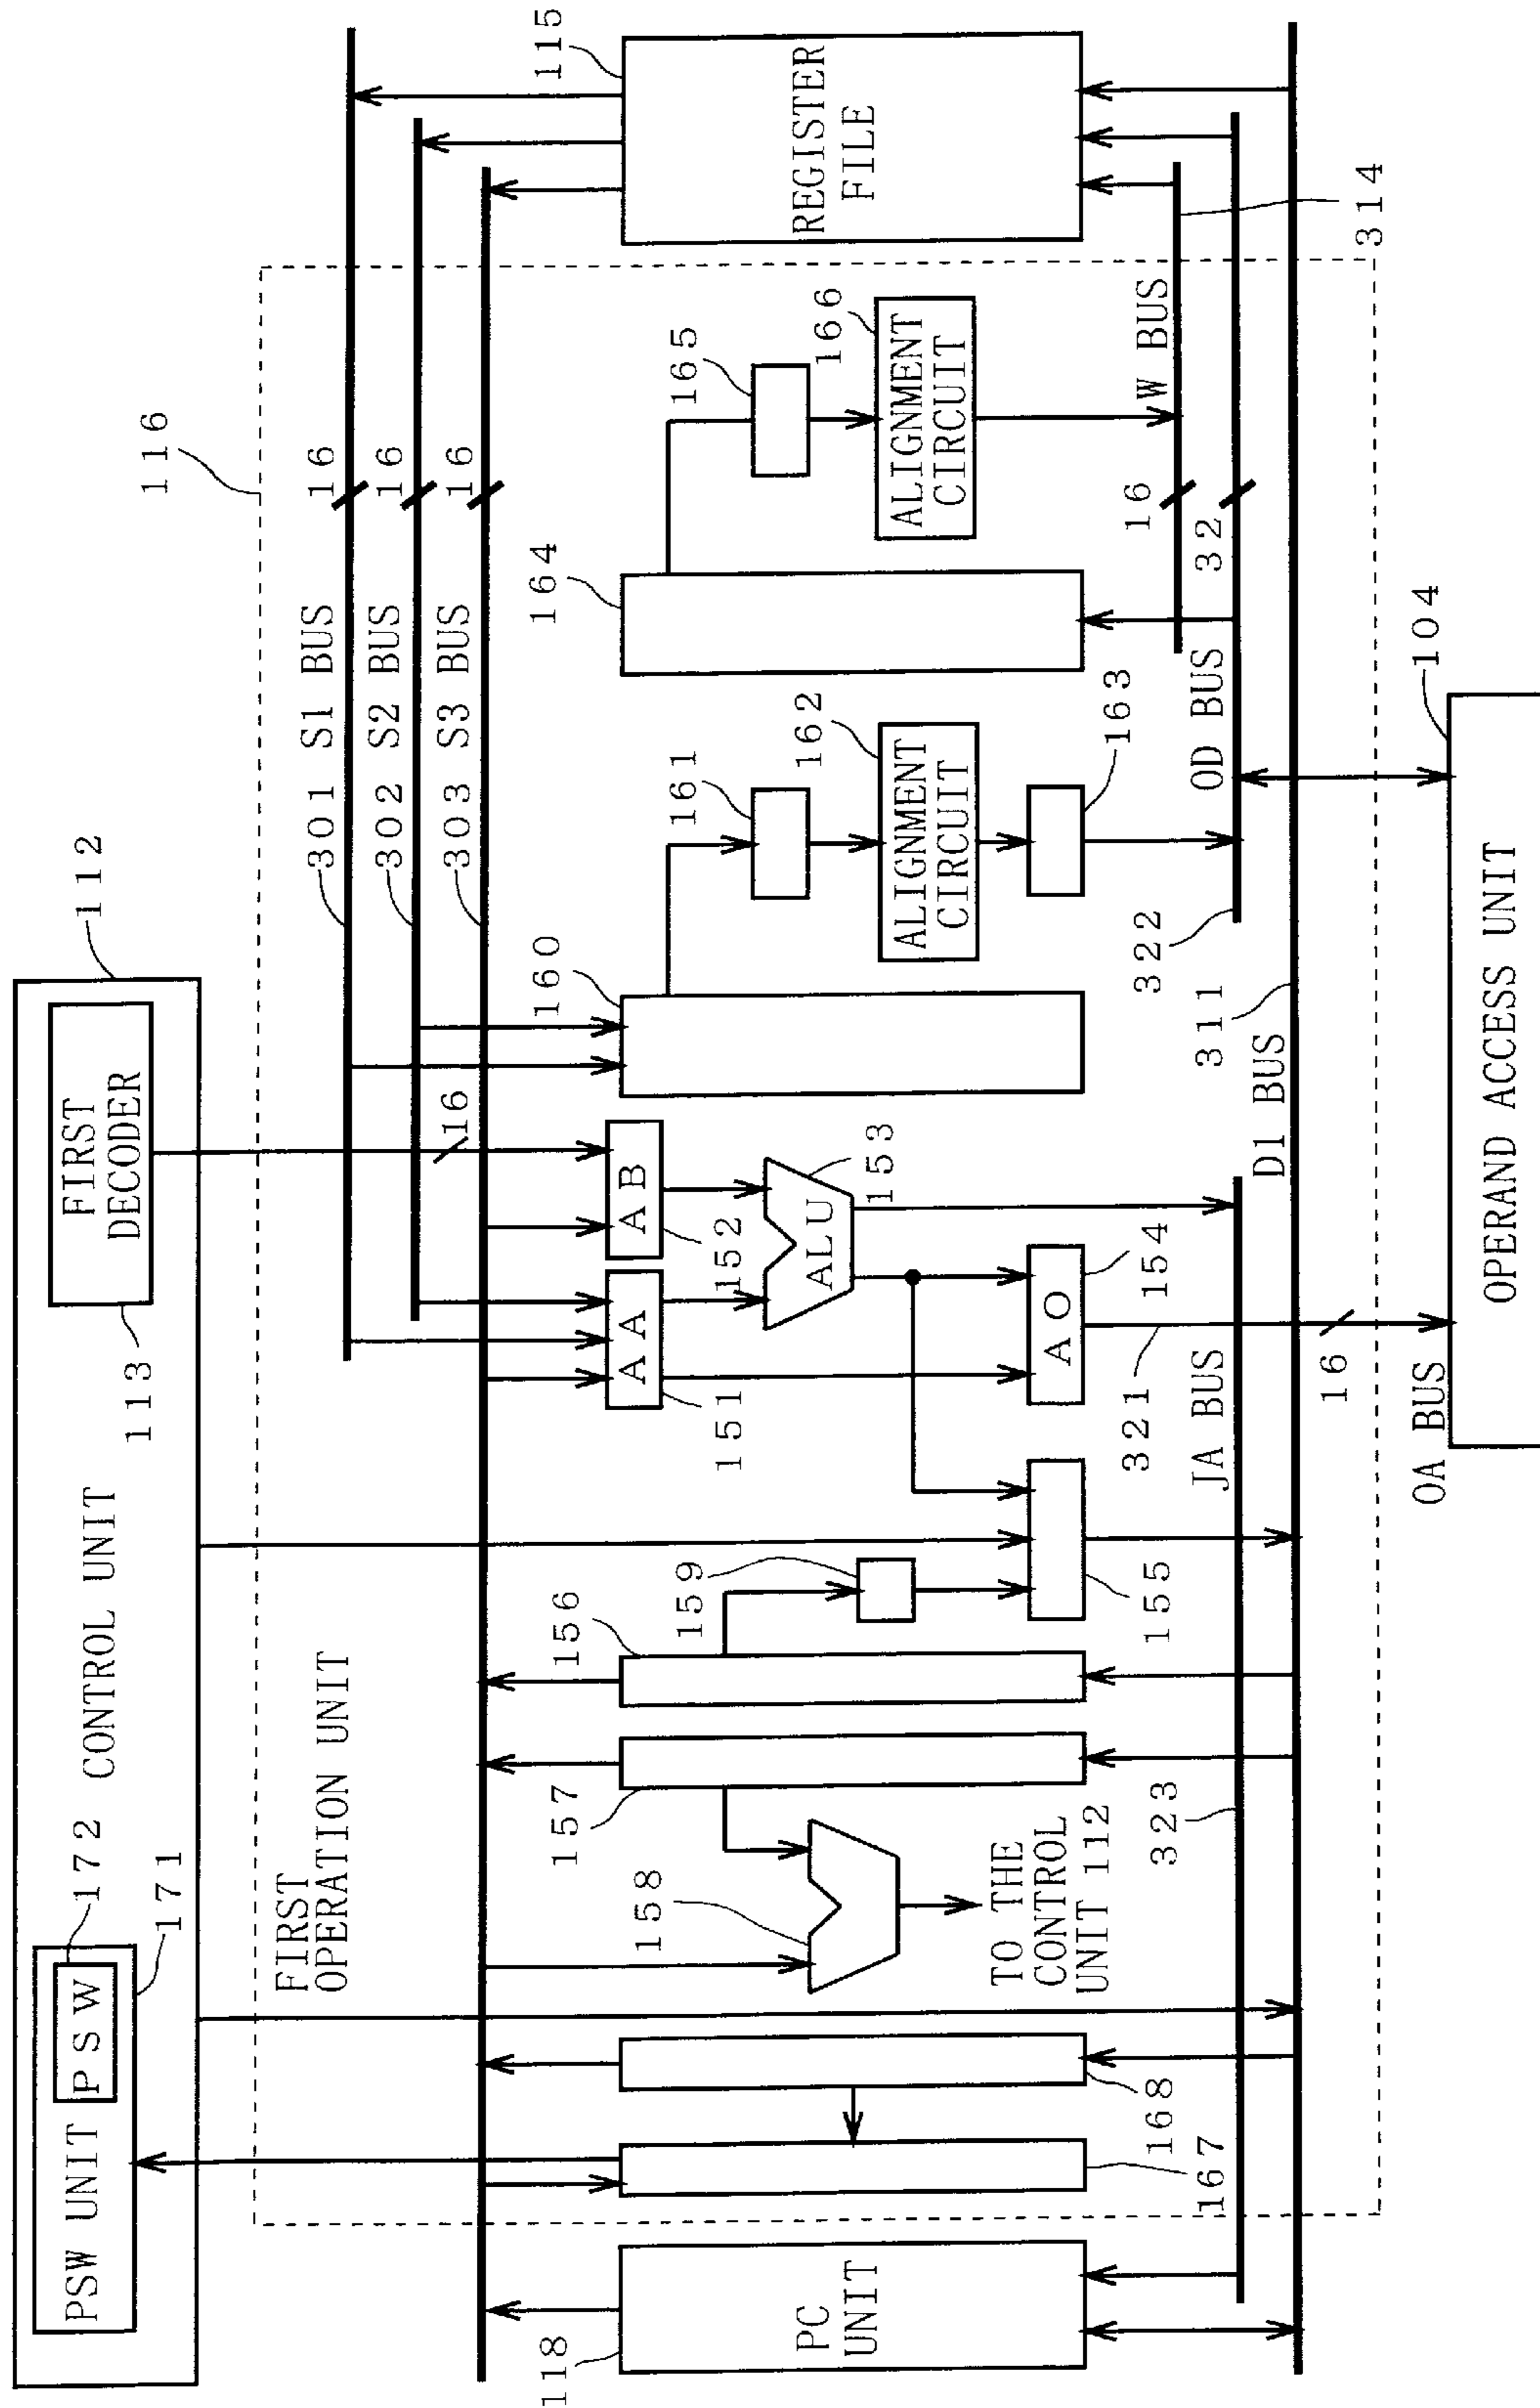 PSW UNIT
PSW
172
171
CONTROL UNIT
FIRST
DECODER
113
112
116
FIRST
OPERATION UNIT
301 S1 BUS
16
302 S2 BUS
16
303 S3 BUS
16
16
118
PC
UNIT
167
168
158
TO THE
CONTROL
UNIT 112
157
156
159
155
AA
151
AB
152
ALU
153
AO
154
160
161
ALIGNMENT
CIRCUIT
162
163
164
165
ALIGNMENT
CIRCUIT
166
REGISTER
FILE
115
W BUS
16
314
OD BUS
32
322
311
D1 BUS
JA BUS
323
321
16
OA BUS
OPERAND ACCESS UNIT
104